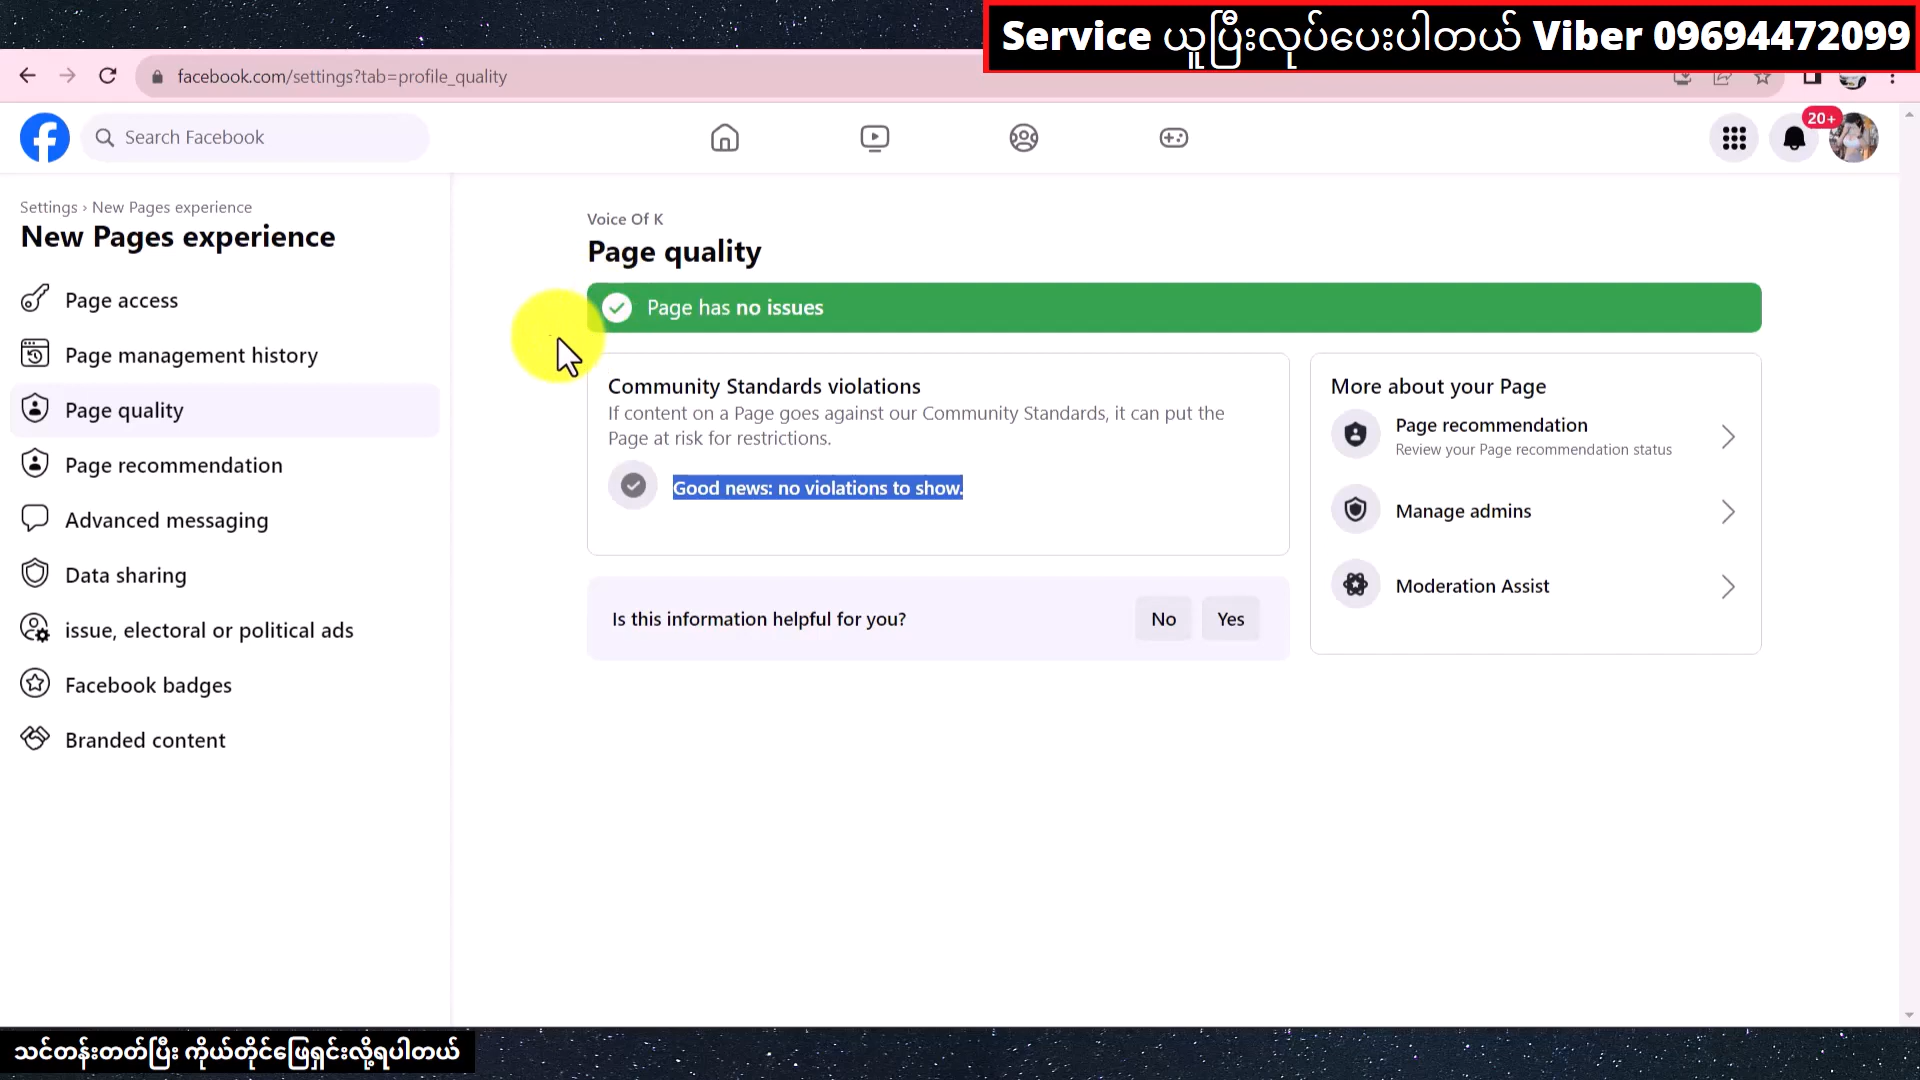 Service ယူပြီးလုပ်ပေးပါတယ် Viber 09694472099
facebook.com/settings?tab=profile_quality
Search Facebook
20+
Settings › New Pages experience
New Pages experience
Page access
Page management history
Page quality
Page recommendation
Advanced messaging
Data sharing
issue, electoral or political ads
Facebook badges
Branded content
Voice Of K
Page quality
Page has no issues
Community Standards violations
If content on a Page goes against our Community Standards, it can put the
Page at risk for restrictions.
Good news: no violations to show.
Is this information helpful for you?
No
Yes
More about your Page
Page recommendation
Review your Page recommendation status
Manage admins
Moderation Assist
သင်တန်းတတ်ပြီး ကိုယ်တိုင်ဖြေရှင်းလို့ရပါတယ်